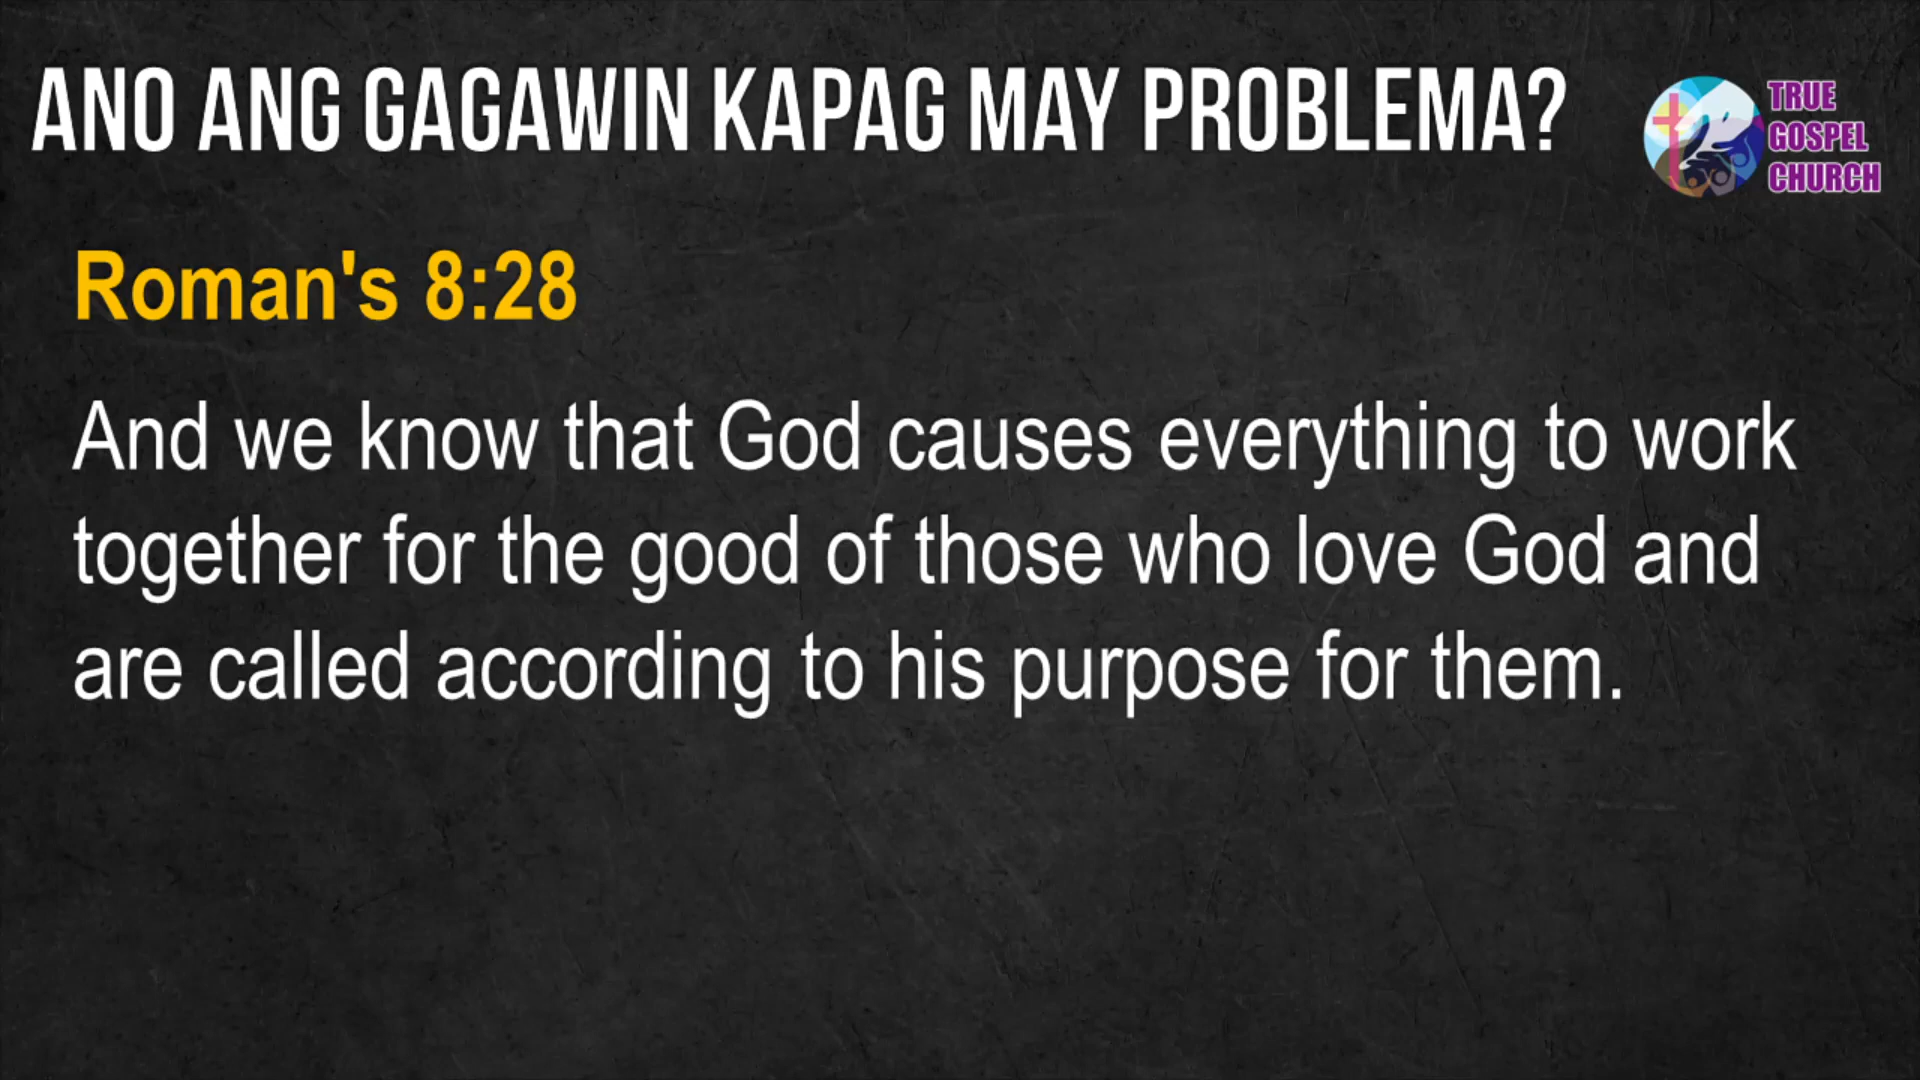 ANO ANG GAGAWIN KAPAG MAY PROBLEMA?
TRUE
GOSPEL
CHURCH
Roman's 8:28
And we know that God causes everything to work
together for the good of those who love God and
are called according to his purpose for them.